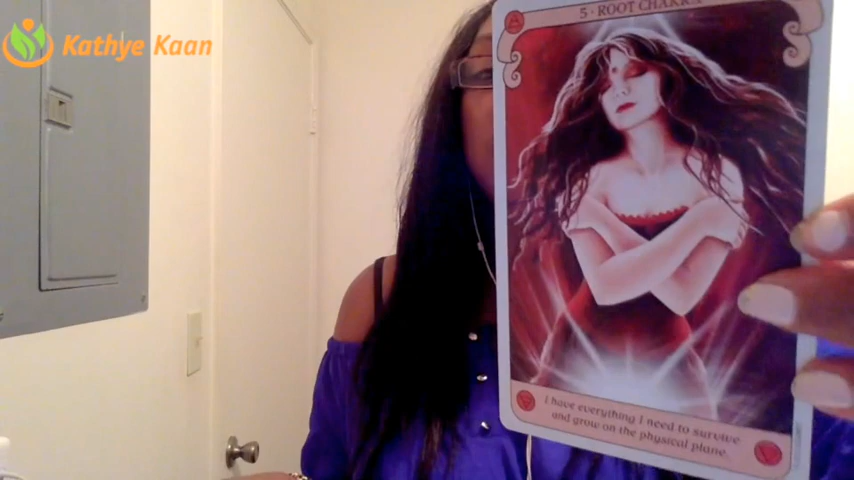 Kathye Kaan
5 - ROOT CHAKRA
I have everything I need to survive
and grow on the physical plane.